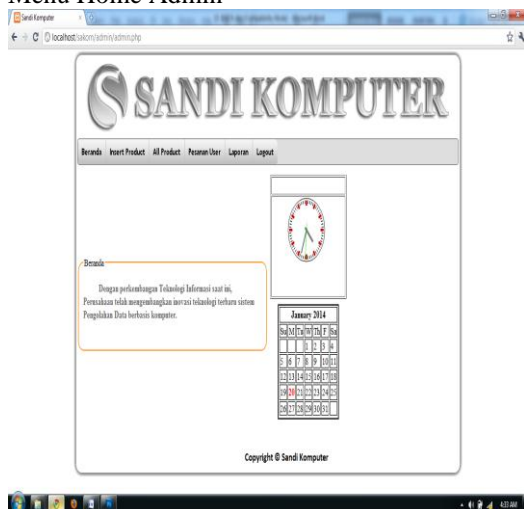 Menu Home Admin
Sandi Komputer
localhost/sakom/admin/admin.php
SANDI KOMPUTER
Beranda Insert Product All Product Pesanan User Laporan Logout
Beranda
Dengan perkembangan Teknologi Informasi saat ini,
Perusahaan telah mengembangkan inovasi teknologi terbaru sistem
Pengolahan Data berbasis komputer.
January 2014
Su M Tu W Th F Sa
1 2 3 4
5 6 7 8 9 10 11
12 13 14 15 16 17 18
19 20 21 22 23 24 25
26 27 28 29 30 31
Copyright © Sandi Komputer
4:33 AM